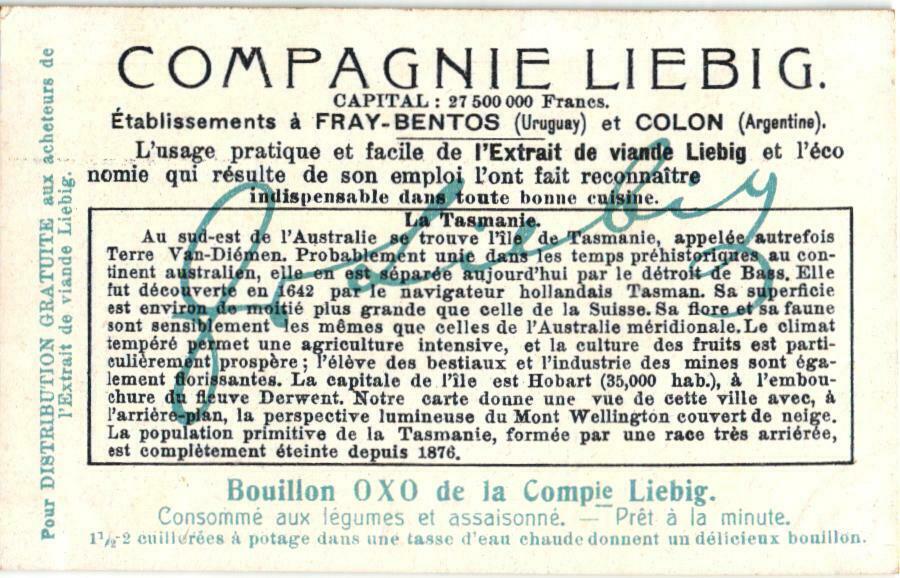 COMPAGNIE LIEBIG.
CAPITAL: 27 500 000 Francs.
Établissements à FRAY-BENTOS (Uruguay) et COLON (Argentine).
L'usage pratique et facile de l'Extrait de viande Liebig et l'éco
nomie qui résulte de son emploi l'ont fait reconnaître
indispensable dans toute bonne cuisine.
La Tasmanie.
Au sud-est de l'Australie se trouve l'île de Tasmanie, appelée autrefois
Terre Van-Diémen. Probablement unie dans les temps préhistoriques au con-
tinent australien, elle en est séparée aujourd'hui par le détroit de Bass. Elle
fut découverte en 1642 par le navigateur hollandais Tasman. Sa superficie
est environ de moitié plus grande que celle de la Suisse. Sa flore et sa faune
sont sensiblement les mêmes que celles de l'Australie méridionale. Le climat
tempéré permet une agriculture intensive, et la culture des fruits est parti-
culièrement prospère; l'élève des bestiaux et l'industrie des mines sont éga-
lement florissantes. La capitale de l'île est Hobart (35,000 hab.), à l'embou-
chure du fleuve Derwent. Notre carte donne une vue de cette ville avec, à
l'arrière-plan, la perspective lumineuse du Mont Wellington couvert de neige.
La population primitive de la Tasmanie, formée par une race très arriérée,
est complètement éteinte depuis 1876.
Bouillon OXO de la Compie Liebig.
Consommé aux légumes et assaisonné. — Prêt à la minute.
1½-2 cuillerées à potage dans une tasse d'eau chaude donnent un délicieux bouillon.
Pour DISTRIBUTION GRATUITE aux acheteurs de
l'Extrait de viande Liebig.
J v Liebig